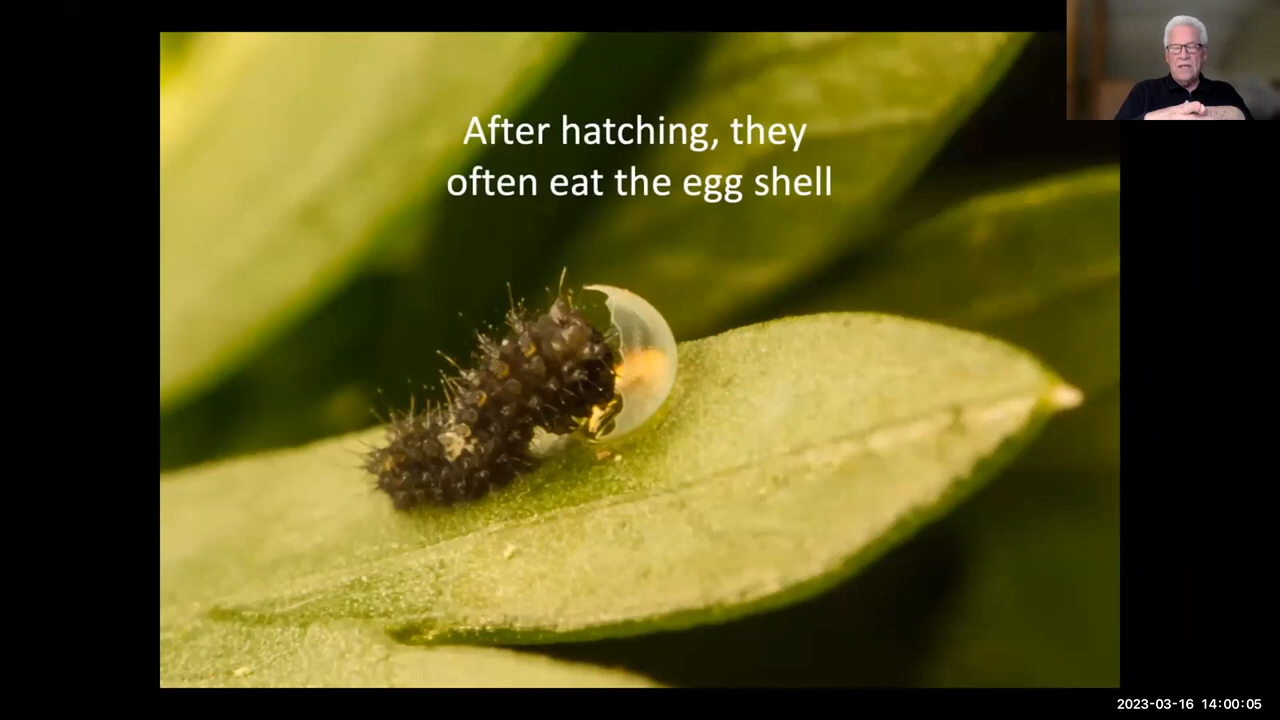 After hatching, they
often eat the egg shell
2023-03-16 14:00:05